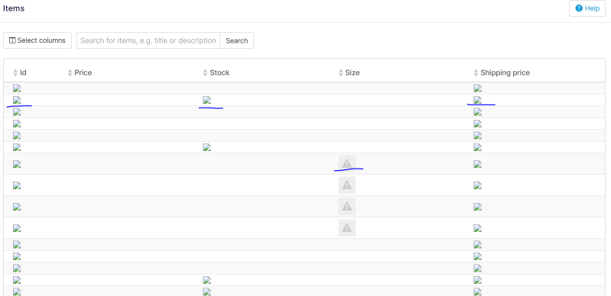 Items
Help
Select columns
Search for items, e.g. title or description
Search
Id
Price
Stock
Size
Shipping price